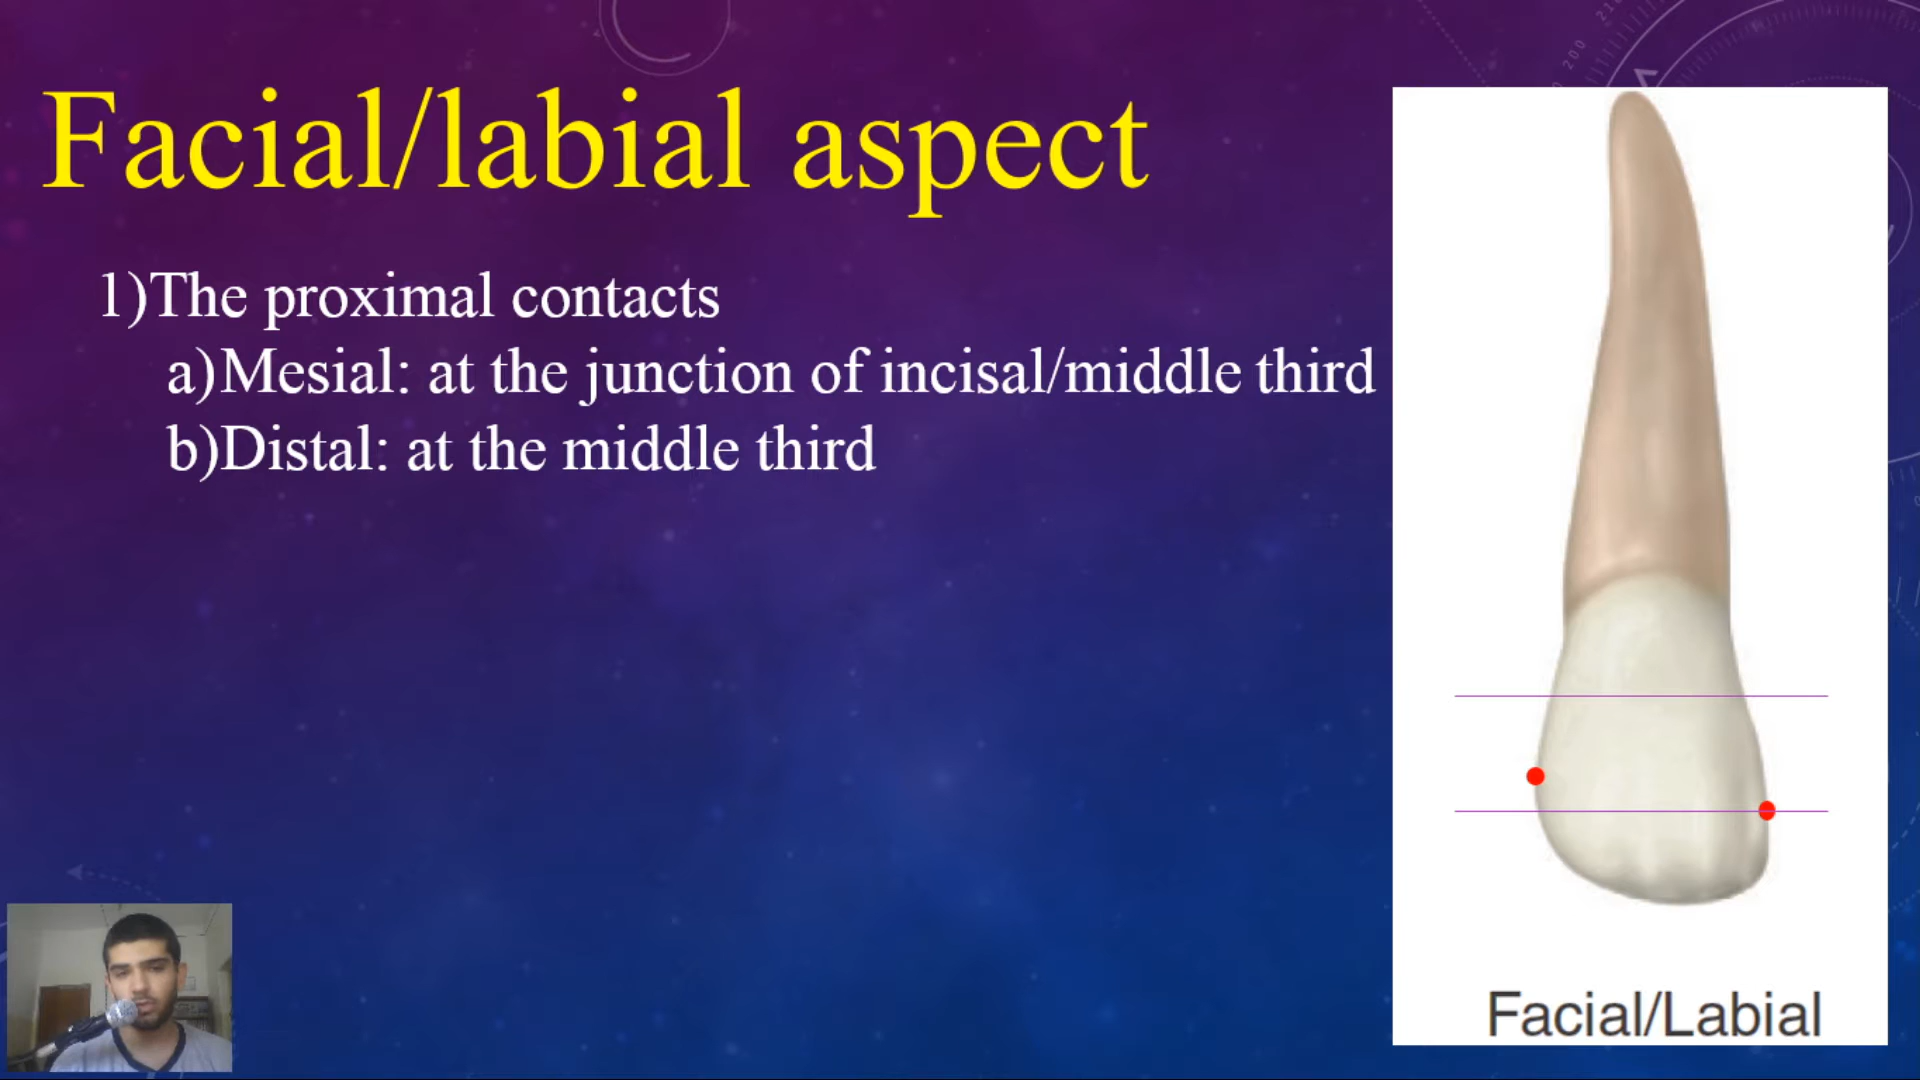 Facial/labial aspect
1)The proximal contacts
a)Mesial: at the junction of incisal/middle third
b)Distal: at the middle third
Facial/Labial
200